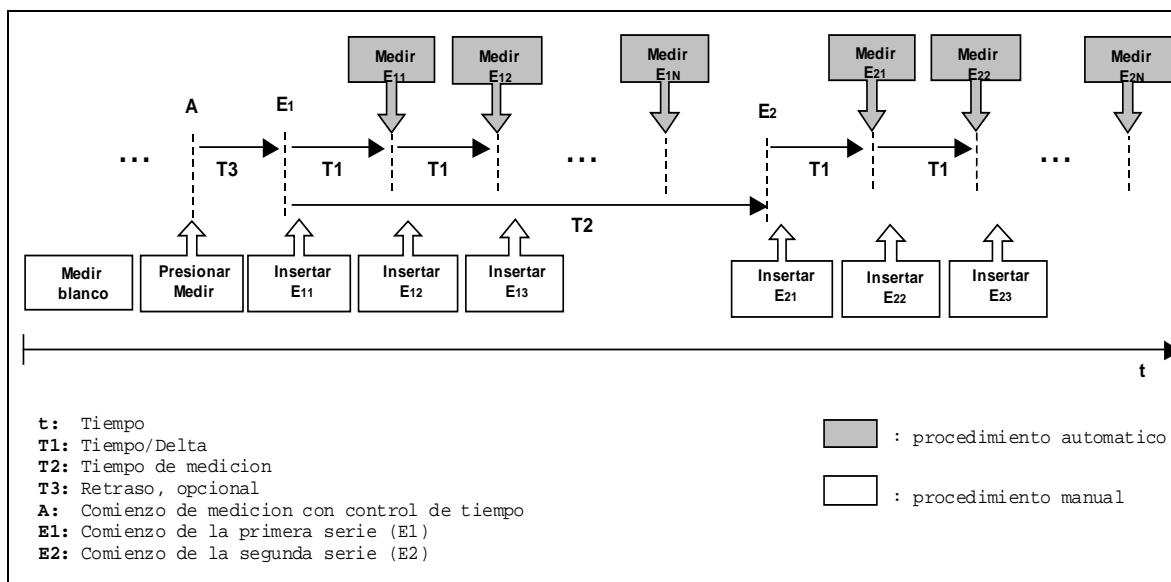 Medir
E11
Medir
E12
Medir
E1N
Medir
E21
Medir
E22
Medir
E2N
A
E1
E2
...
T3
T1
T1
...
T1
T1
...
T2
Medir
blanco
Presionar
Medir
Insertar
E11
Insertar
E12
Insertar
E13
Insertar
E21
Insertar
E22
Insertar
E23
t
t: Tiempo
T1: Tiempo/Delta
T2: Tiempo de medicion
T3: Retraso, opcional
A: Comienzo de medicion con control de tiempo
E1: Comienzo de la primera serie (E1)
E2: Comienzo de la segunda serie (E2)
: procedimiento automatico
: procedimiento manual